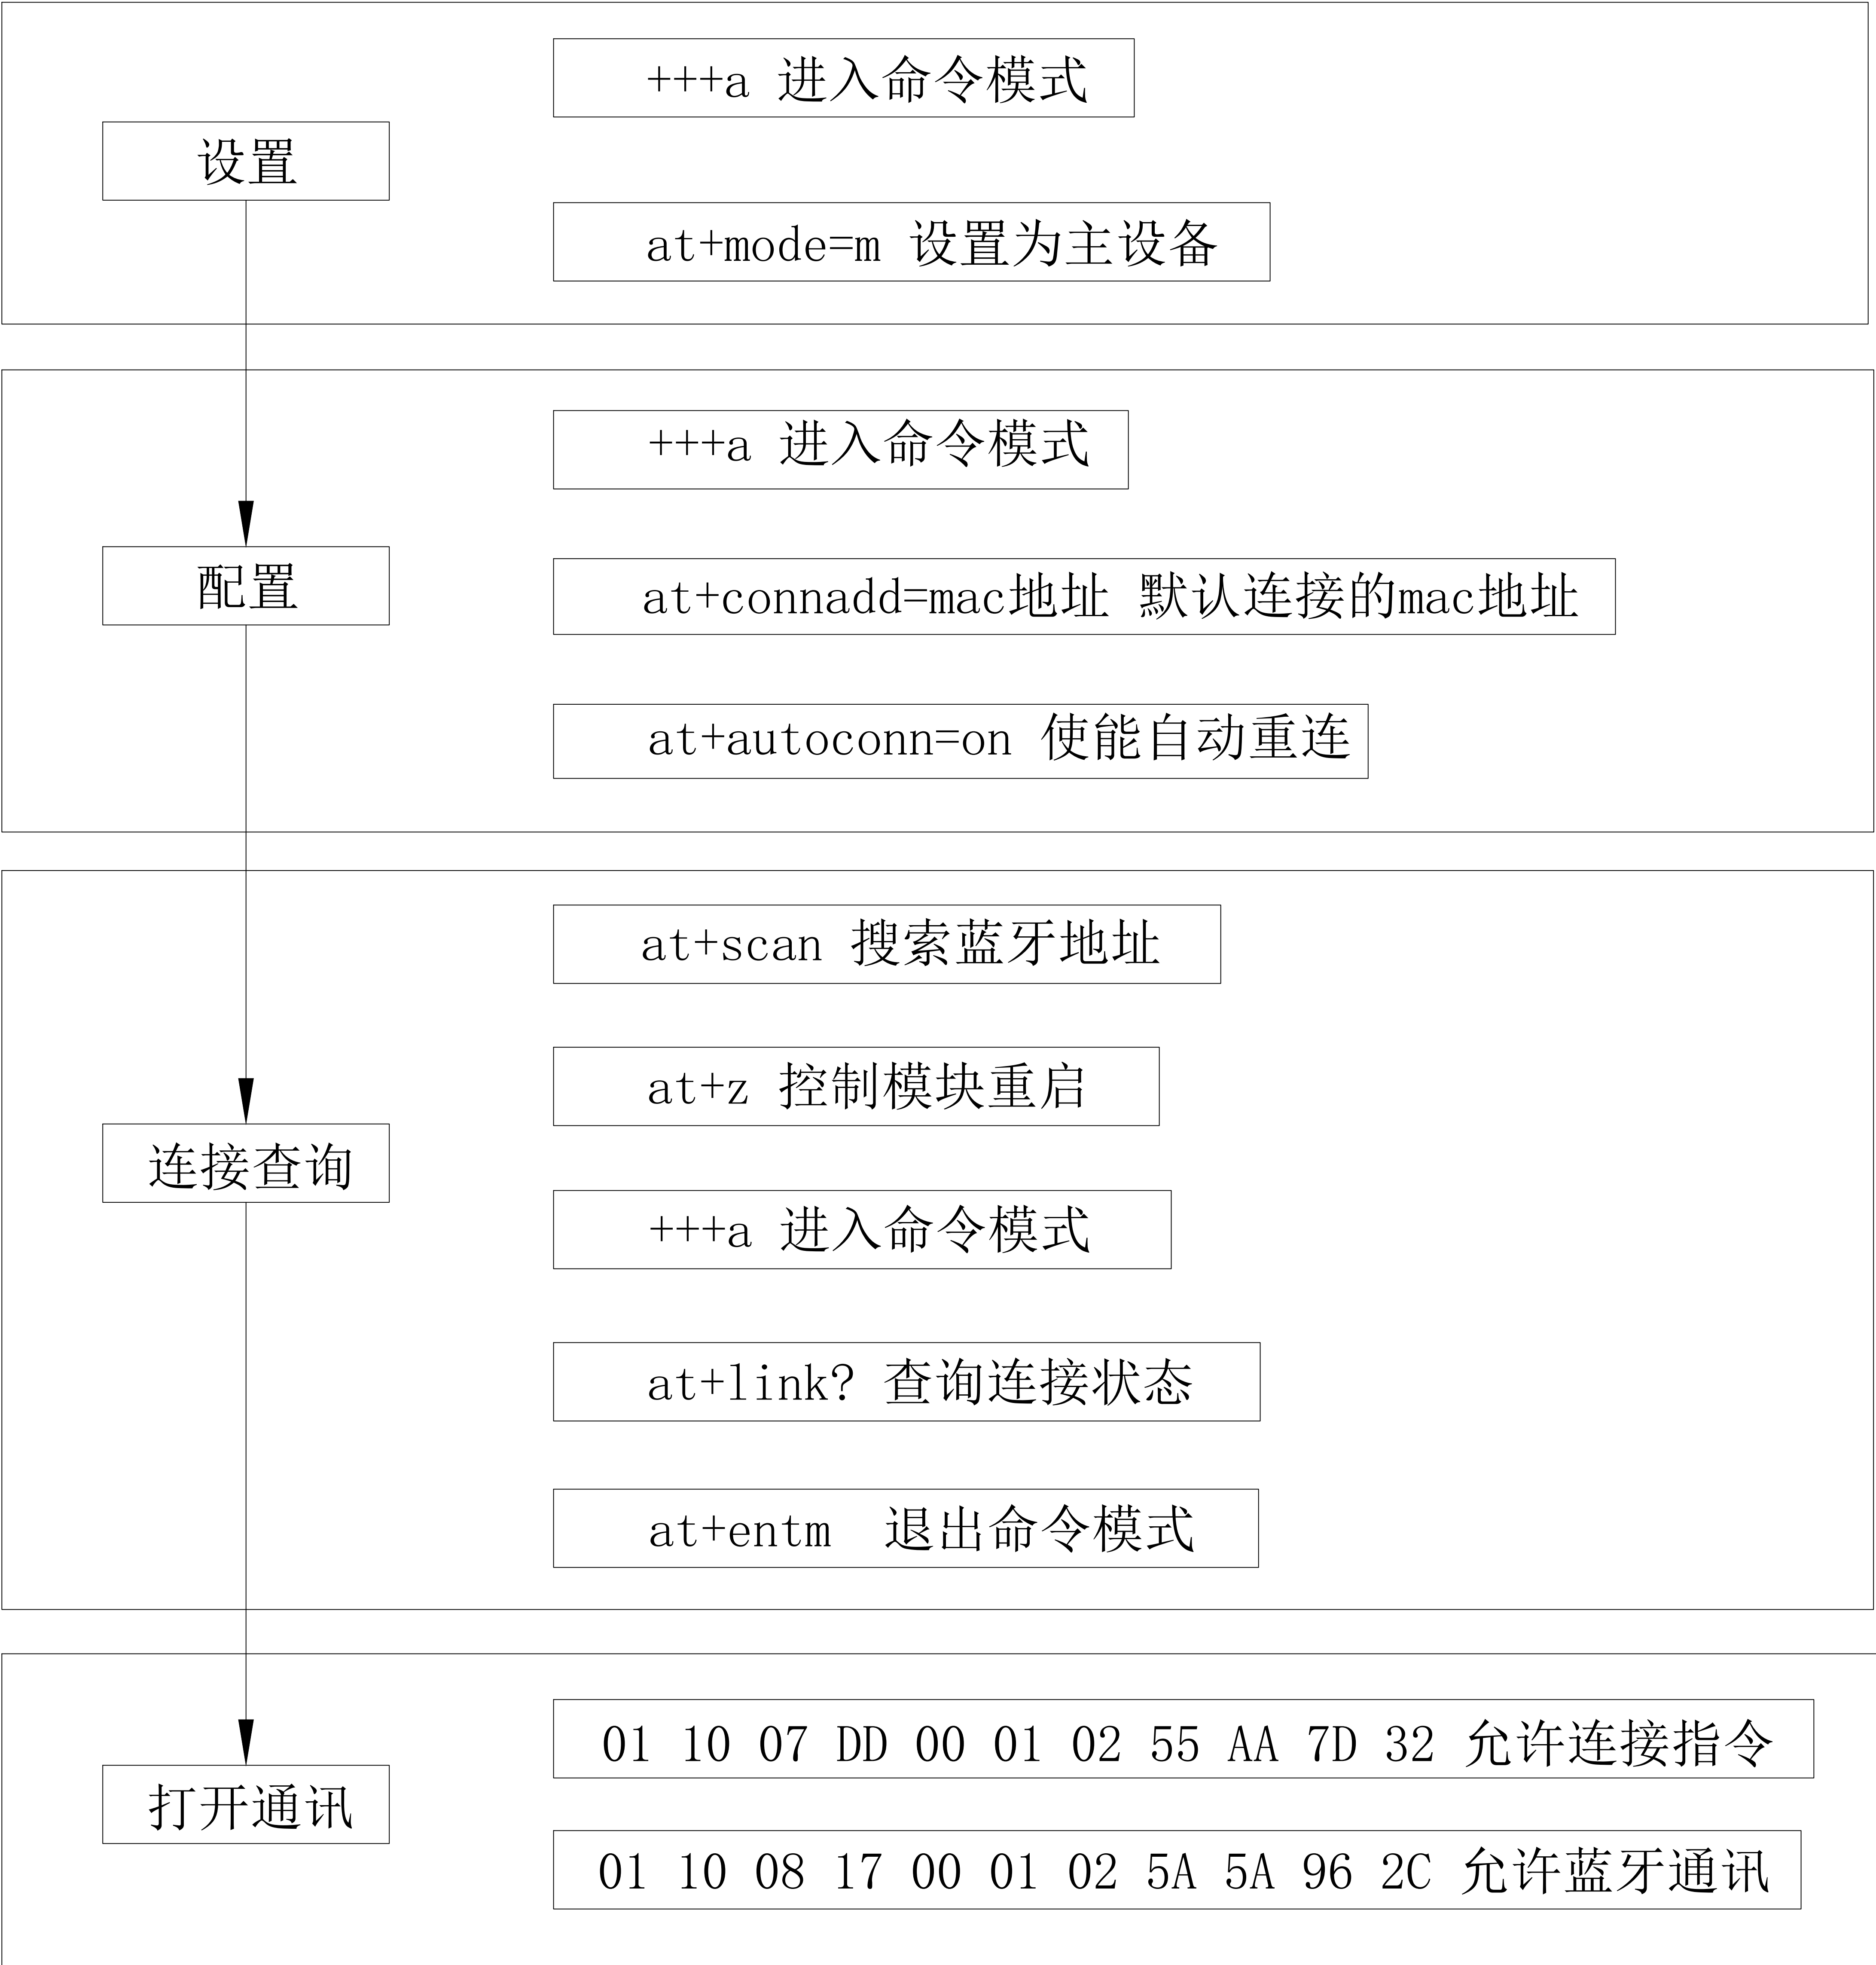 +++a 进入命令模式
设置
at+mode=m 设置为主设备
+++a 进入命令模式
配置
at+connadd=mac地址 默认连接的mac地址
at+autoconn=on 使能自动重连
at+scan 搜索蓝牙地址
at+z 控制模块重启
连接查询
+++a 进入命令模式
at+link? 查询连接状态
at+entm 退出命令模式
01 10 07 DD 00 01 02 55 AA 7D 32 允许连接指令
打开通讯
01 10 08 17 00 01 02 5A 5A 96 2C 允许蓝牙通讯